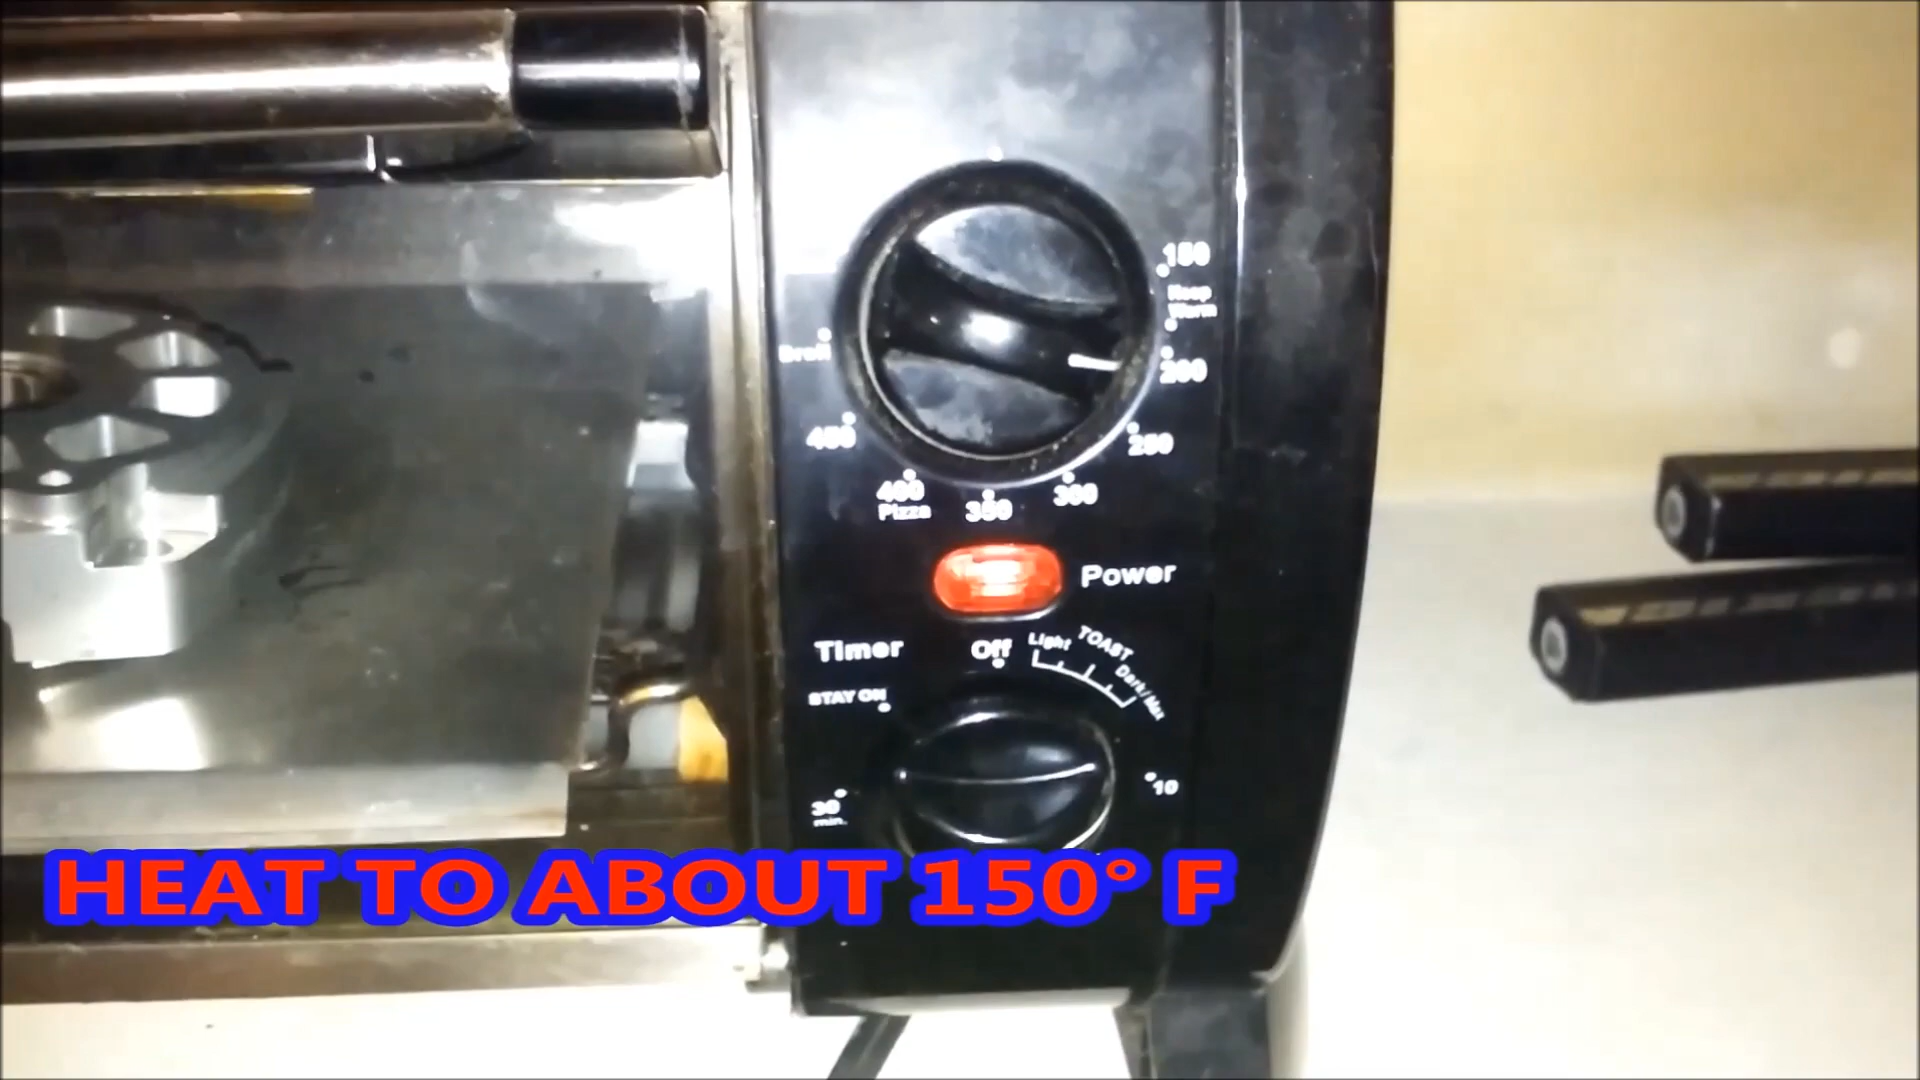 150
Keep
Warm
200
Broil
450
250
400
Pizza
350
300
Power
Timer
Off
Light
TOAST
Dark/Max
STAY ON
30
min.
10
HEAT TO ABOUT 150° F